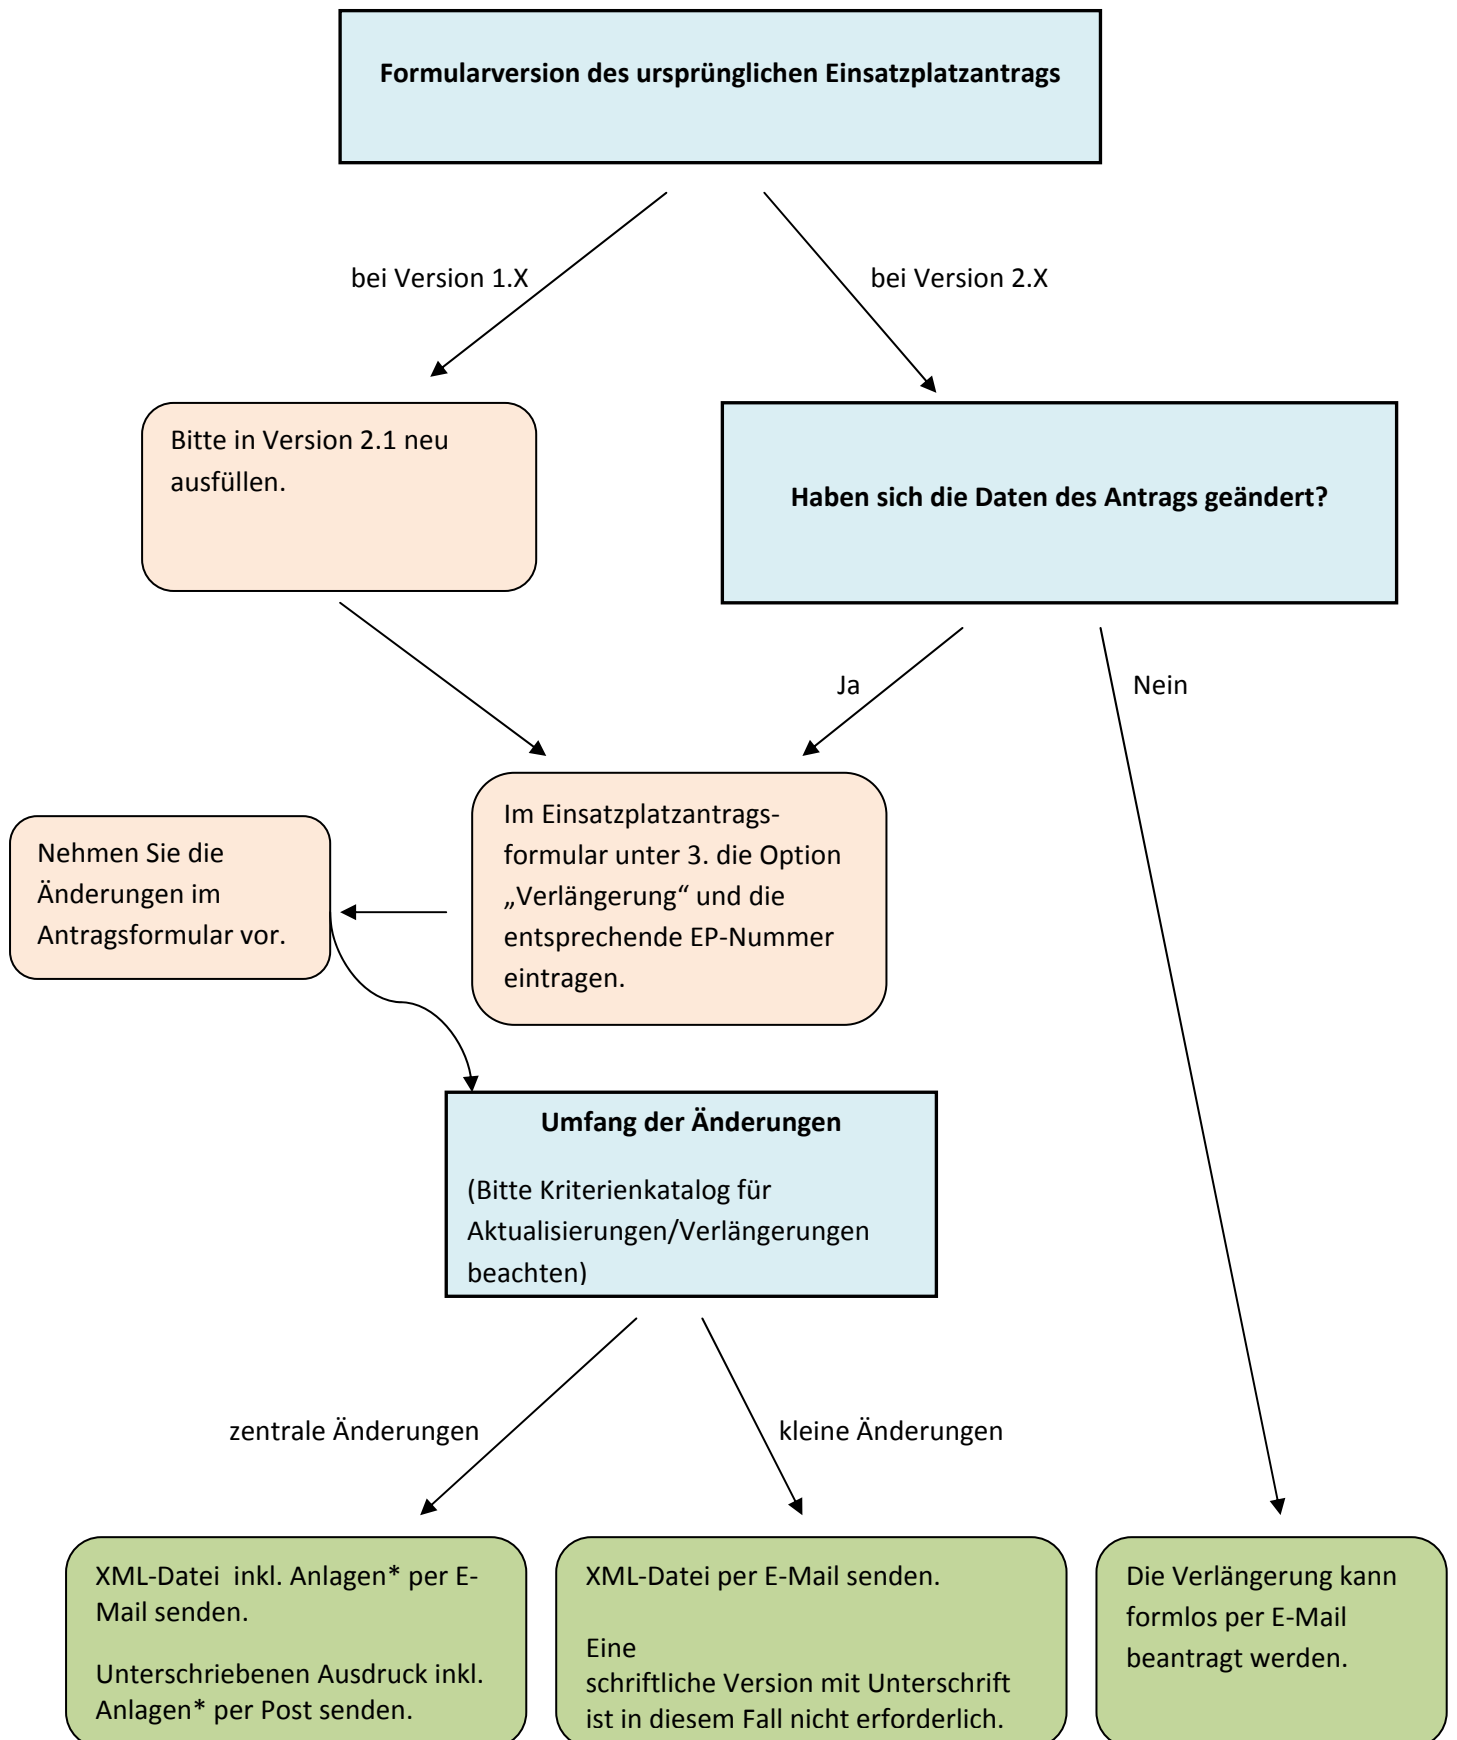 Formularversion des ursprünglichen Einsatzplatzantrags
bei Version 1.X
bei Version 2.X
Bitte in Version 2.1 neu
ausfüllen.
Haben sich die Daten des Antrags geändert?
Ja
Nein
Im Einsatzplatzantrags-
formular unter 3. die Option
„Verlängerung“ und die
entsprechende EP-Nummer
eintragen.
Nehmen Sie die
Änderungen im
Antragsformular vor.
Umfang der Änderungen
(Bitte Kriterienkatalog für
Aktualisierungen/Verlängerungen
beachten)
zentrale Änderungen
kleine Änderungen
XML-Datei  inkl. Anlagen* per E-
Mail senden.
Unterschriebenen Ausdruck inkl.
Anlagen* per Post senden.
XML-Datei per E-Mail senden.
Eine
schriftliche Version mit Unterschrift
ist in diesem Fall nicht erforderlich.
Die Verlängerung kann
formlos per E-Mail
beantragt werden.